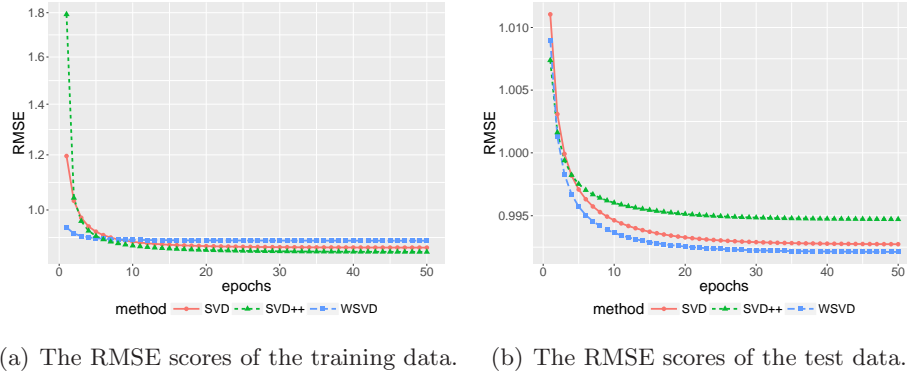 1.8
1.6
1.4
1.2
1.0
RMSE
0 10 20 30 40 50
epochs
method SVD SVD++ WSVD
(a) The RMSE scores of the training data.
1.010
1.005
1.000
0.995
RMSE
0 10 20 30 40 50
epochs
method SVD SVD++ WSVD
(b) The RMSE scores of the test data.